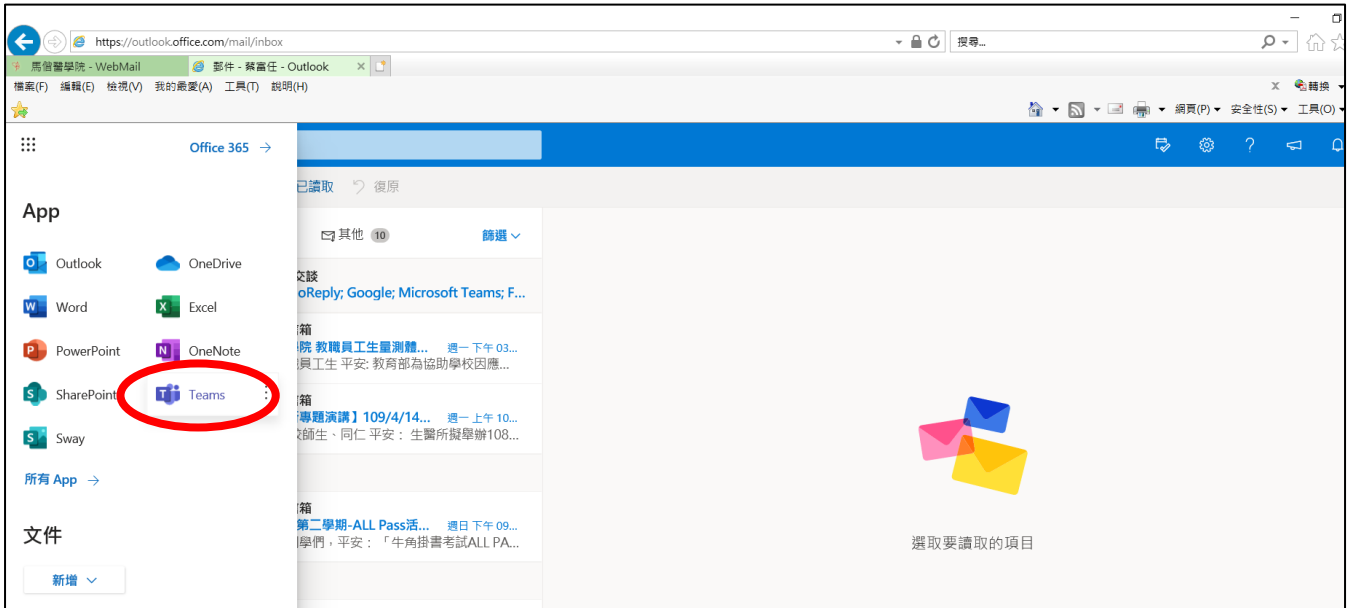 https://outlook.office.com/mail/inbox
搜尋...
馬偕醫學院 - WebMail
郵件 - 蔡富任 - Outlook
檔案(F) 編輯(E) 檢視(V) 我的最愛(A) 工具(T) 說明(H)
轉換
網頁(P) 安全性(S) 工具(O)
Office 365 →
已讀取 復原
App
其他 10 篩選
Outlook OneDrive
交談
oReply; Google; Microsoft Teams; F...
Word Excel
箱
學院 教職員工生量測體... 週一 下午 03...
員工生 平安: 教育部為協助學校因應...
PowerPoint OneNote
SharePoint Teams
箱
專題演講】109/4/14... 週一 上午 10...
師生、同仁 平安： 生醫所擬舉辦108...
Sway
所有 App →
箱
第二學期-ALL Pass活... 週日 下午 09...
學們，平安：「牛角掛書考試ALL PA...
文件
選取要讀取的項目
新增